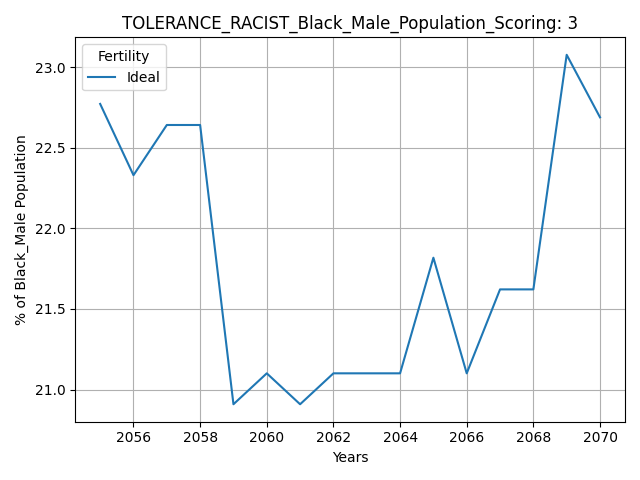 TOLERANCE_RACIST_Black_Male_Population_Scoring: 3
Fertility
Ideal
% of Black_Male Population
23.0
22.5
22.0
21.5
21.0
2056 2058 2060 2062 2064 2066 2068 2070
Years